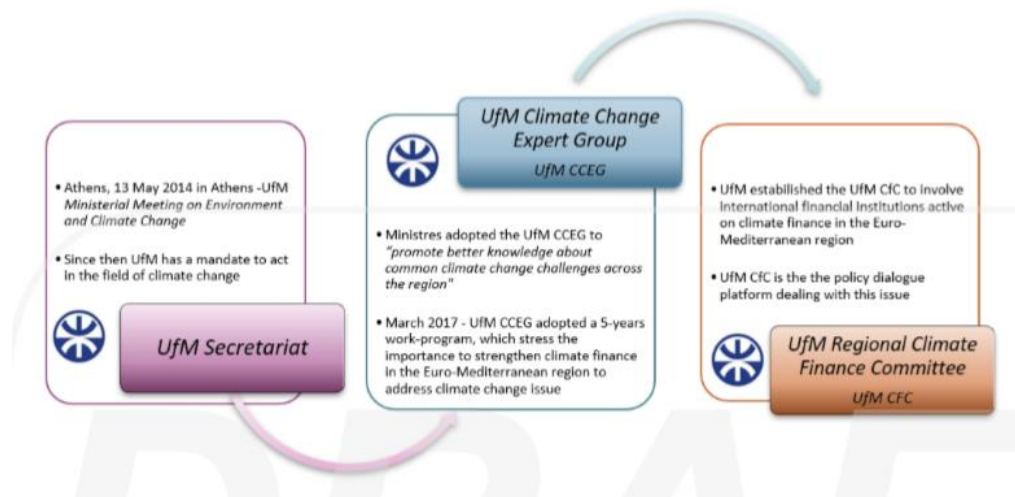 • Athens, 13 May 2014 in Athens -UfM
Ministerial Meeting on Environment
and Climate Change
• Since then UfM has a mandate to act
in the field of climate change
UfM Secretariat
UfM Climate Change
Expert Group
UfM CCEG
• Ministres adopted the UfM CCEG to
"promote better knowledge about
common climate change challenges across
the region"
• March 2017 - UfM CCEG adopted a 5-years
work-program, which stress the
importance to strengthen climate finance
in the Euro-Mediterranean region to
address climate change issue
• UfM estabilished the UfM CfC to involve
International financial Institutions active
on climate finance in the Euro-
Mediterranean region
• UfM CfC is the the policy dialogue
platform dealing with this issue
UfM Regional Climate
Finance Committee
UfM CFC